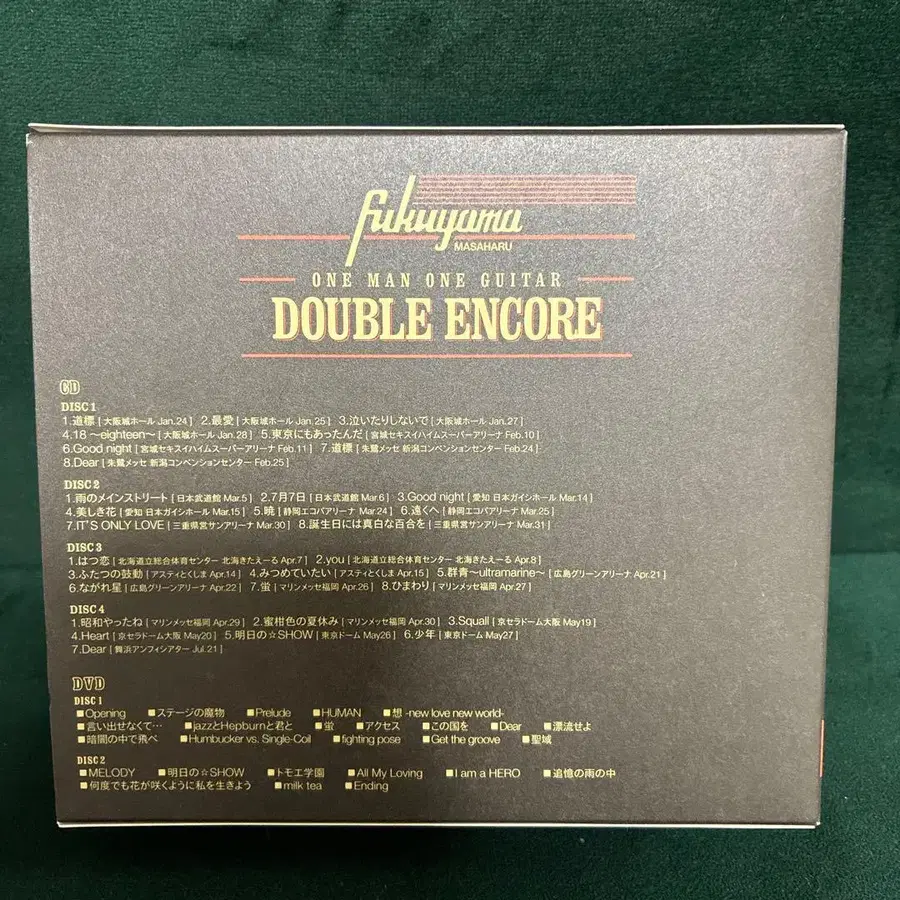 fukuyama
MASAHARU
ONE MAN ONE GUITAR
DOUBLE ENCORE
CD
DISC 1
1.道標 [ 大阪城ホール Jan.24 ] 2.最愛 [ 大阪城ホール Jan.25 ] 3.泣いたりしないで [ 大阪城ホール Jan.27 ]
4.18 ～eighteen～ [ 大阪城ホール Jan.28 ] 5.東京にもあったんだ [ 宮城セキスイハイムスーパーアリーナ Feb.10 ]
6.Good night [ 宮城セキスイハイムスーパーアリーナ Feb.11 ] 7.道標 [ 朱鷺メッセ 新潟コンベンションセンター Feb.24 ]
8.Dear [ 朱鷺メッセ 新潟コンベンションセンター Feb.25 ]
DISC 2
1.雨のメインストリート [ 日本武道館 Mar.5 ] 2.7月7日 [ 日本武道館 Mar.6 ] 3.Good night [ 愛知 日本ガイシホール Mar.14 ]
4.美しき花 [ 愛知 日本ガイシホール Mar.15 ] 5.暁 [ 静岡エコパアリーナ Mar.24 ] 6.遠くへ [ 静岡エコパアリーナ Mar.25 ]
7.IT'S ONLY LOVE [ 三重県営サンアリーナ Mar.30 ] 8.誕生日には真白な百合を [ 三重県営サンアリーナ Mar.31 ]
DISC 3
1.はつ恋 [ 北海道立総合体育センター 北海きたえーる Apr.7 ] 2.you [ 北海道立総合体育センター 北海きたえーる Apr.8 ]
3.ふたつの鼓動 [ アスティとくしま Apr.14 ] 4.みつめていたい [ アスティとくしま Apr.15 ] 5.群青～ultramarine～ [ 広島グリーンアリーナ Apr.21 ]
6.ながれ星 [ 広島グリーンアリーナ Apr.22 ] 7.蛍 [ マリンメッセ福岡 Apr.26 ] 8.ひまわり [ マリンメッセ福岡 Apr.27 ]
DISC 4
1.昭和やったね [ マリンメッセ福岡 Apr.29 ] 2.蜜柑色の夏休み [ マリンメッセ福岡 Apr.30 ] 3.Squall [ 京セラドーム大阪 May19 ]
4.Heart [ 京セラドーム大阪 May20 ] 5.明日の☆SHOW [ 東京ドーム May26 ] 6.少年 [ 東京ドーム May27 ]
7.Dear [ 舞浜アンフィシアター Jul.21 ]
DVD
DISC 1
■Opening ■ステージの魔物 ■Prelude ■HUMAN ■想 -new love new world-
■言い出せなくて… ■jazzとHepburnと君と ■蛍 ■アクセス ■この国を ■Dear ■漂流せよ
■暗闇の中で飛べ ■Humbucker vs. Single-Coil ■fighting pose ■Get the groove ■聖域
DISC 2
■MELODY ■明日の☆SHOW ■トモエ学園 ■All My Loving ■I am a HERO ■追憶の雨の中
■何度でも花が咲くように私を生きよう ■milk tea ■Ending